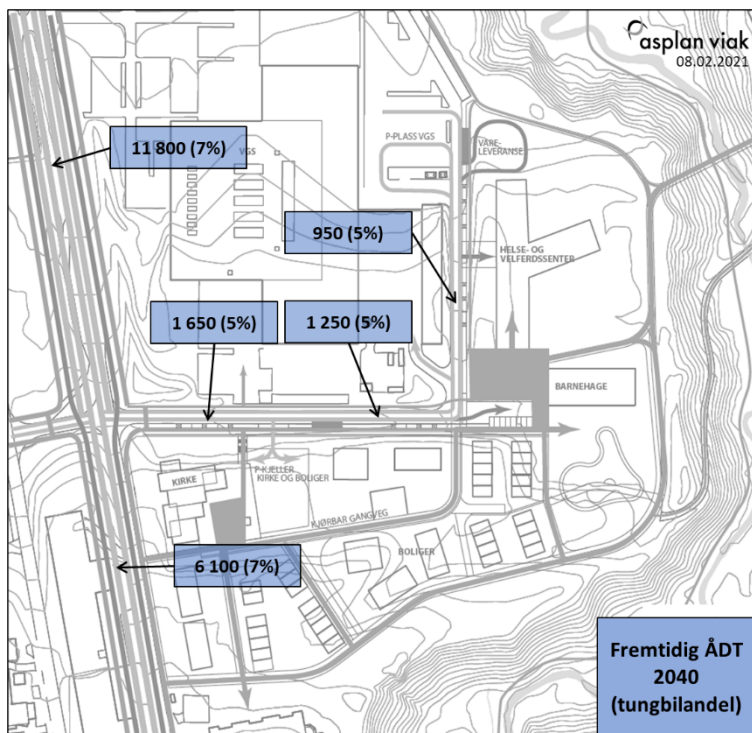 asplan viak
08.02.2021
11 800 (7%)
VGS
P-PLASS VGS
VARE-
LEVERANSE
950 (5%)
HELSE- OG
VELFERDSSENTER
1 650 (5%)
1 250 (5%)
BARNEHAGE
KIRKE
P-KJELLER
KIRKE OG BOLIGER
KJØRBAR GANGVEG
BOLIGER
6 100 (7%)
Fremtidig ÅDT
2040
(tungbilandel)